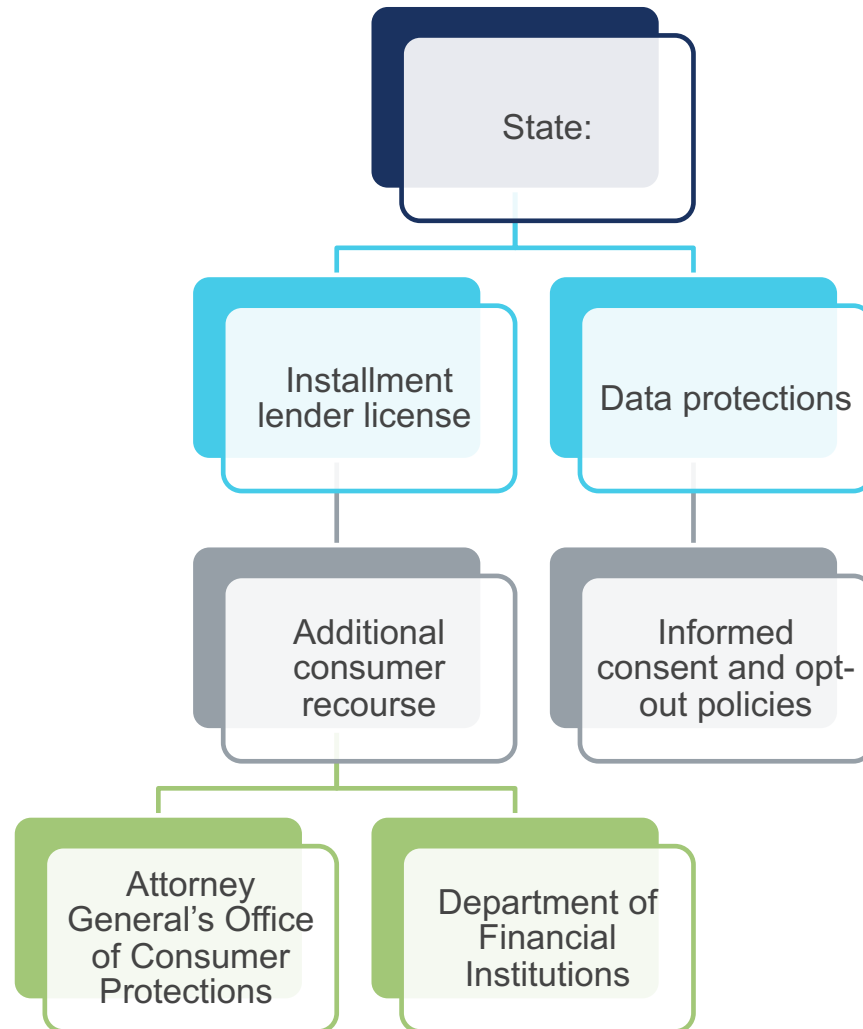 State:
Installment
lender license
Data protections
Additional
consumer
recourse
Informed
consent and opt-
out policies
Attorney
General’s Office
of Consumer
Protections
Department of
Financial
Institutions